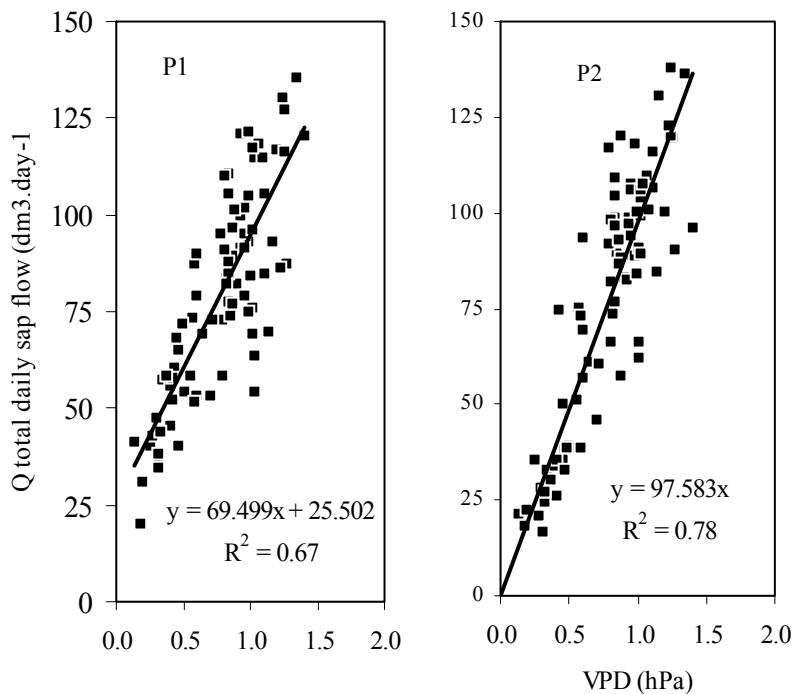 150
125
100
75
50
25
0
Q total daily sap flow (dm3.day-1
P1
y = 69.499x + 25.502
R² = 0.67
0.0 0.5 1.0 1.5 2.0
150
125
100
75
50
25
0
P2
y = 97.583x
R² = 0.78
0.0 0.5 1.0 1.5 2.0
VPD (hPa)